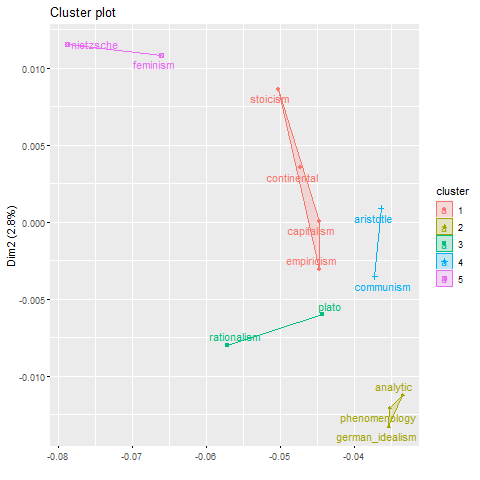 Cluster plot
nietzsche
feminism
0.010
stoicism
0.005
continental
cluster
1
aristotle
2
0.000
capitalism
3
4
empiricism
5
Dim2 (2.8%)
communism
-0.005
plato
rationalism
-0.010
analytic
phenomenology
german_idealism
-0.08
-0.07
-0.06
-0.05
-0.04